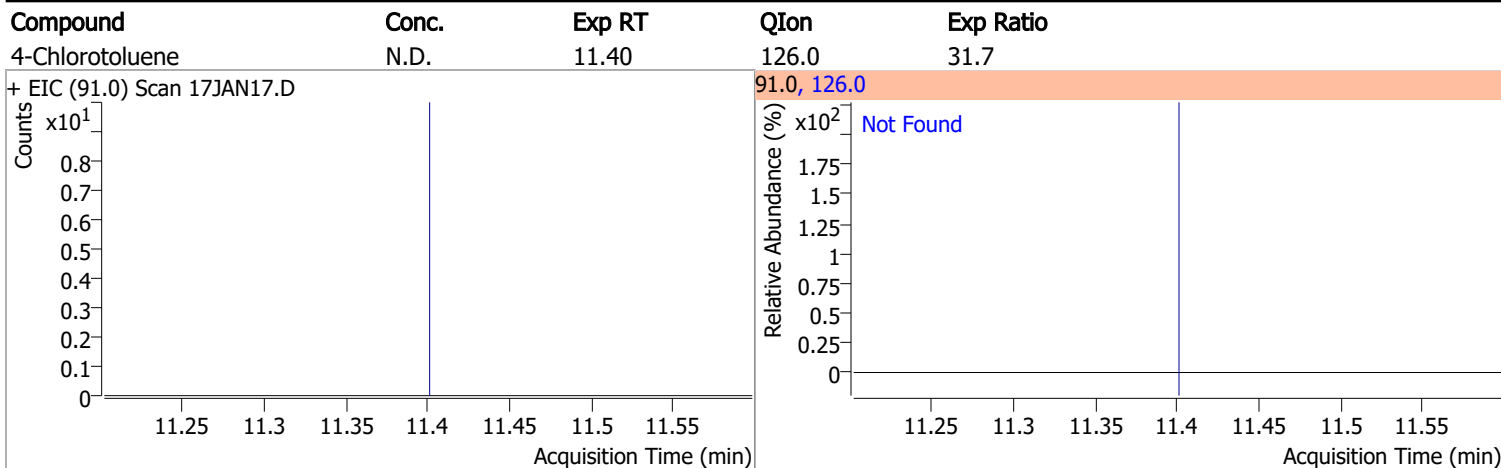 Compound Conc. Exp RT QIon Exp Ratio
4-Chlorotoluene N.D. 11.40 126.0 31.7
+ EIC (91.0) Scan 17JAN17.D
Counts
x10¹
0.8
0.7
0.6
0.5
0.4
0.3
0.2
0.1
0
11.25 11.3 11.35 11.4 11.45 11.5 11.55
Acquisition Time (min)
91.0, 126.0
Relative Abundance (%)
x10²
Not Found
1.75
1.5
1.25
1
0.75
0.5
0.25
0
11.25 11.3 11.35 11.4 11.45 11.5 11.55
Acquisition Time (min)